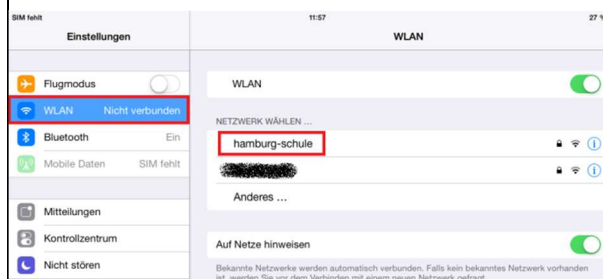 SIM fehlt 11:57 27 %
Einstellungen
WLAN
Flugmodus
WLAN Nicht verbunden
Bluetooth Ein
Mobile Daten SIM fehlt
Mitteilungen
Kontrollzentrum
Nicht stören
WLAN
NETZWERK WÄHLEN ...
hamburg-schule
Anderes ...
Auf Netze hinweisen
Bekannte Netzwerke werden automatisch verbunden. Falls kein bekanntes Netzwerk vorhanden
ist, werden Sie vor dem Verbinden mit einem neuen Netzwerk gefragt.